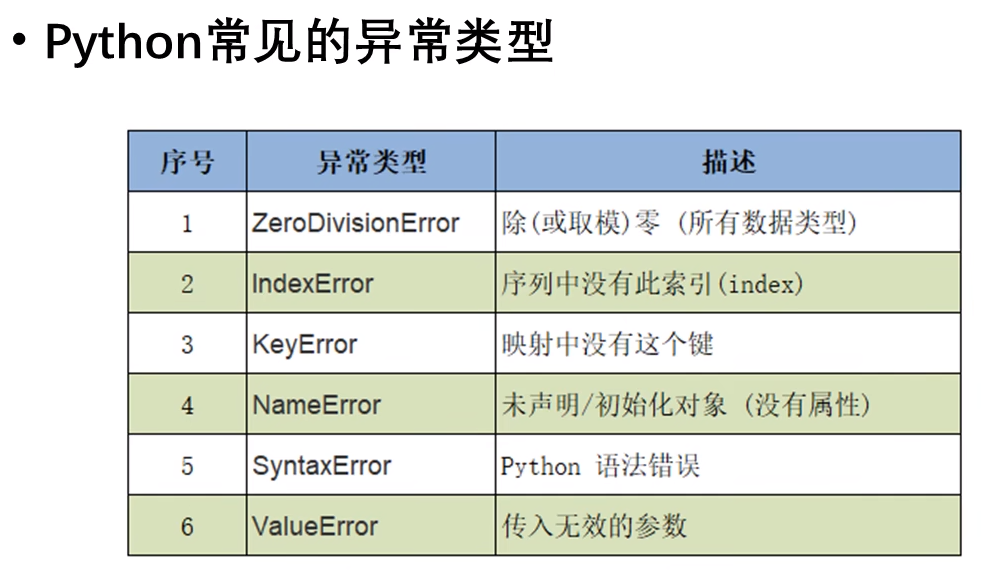 • Python常见的异常类型
序号 异常类型 描述
1 ZeroDivisionError 除(或取模)零 (所有数据类型)
2 IndexError 序列中没有此索引(index)
3 KeyError 映射中没有这个键
4 NameError 未声明/初始化对象 (没有属性)
5 SyntaxError Python 语法错误
6 ValueError 传入无效的参数